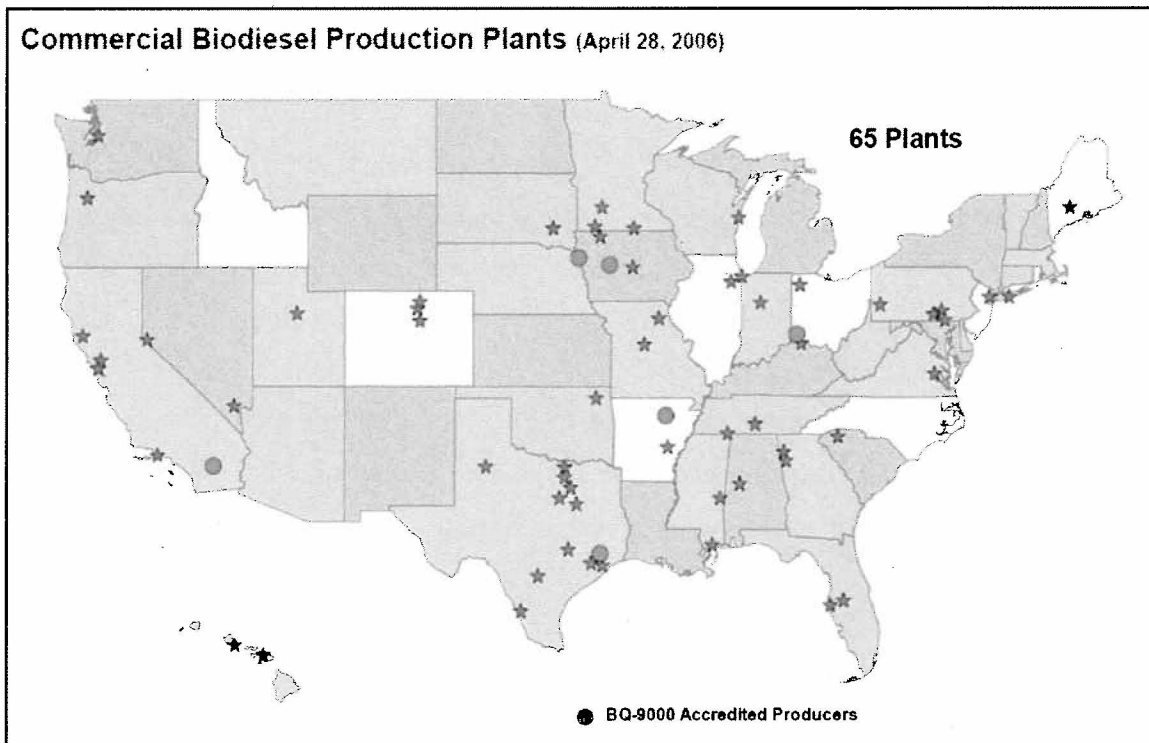 Commercial Biodiesel Production Plants (April 28, 2006)
65 Plants
BQ-9000 Accredited Producers